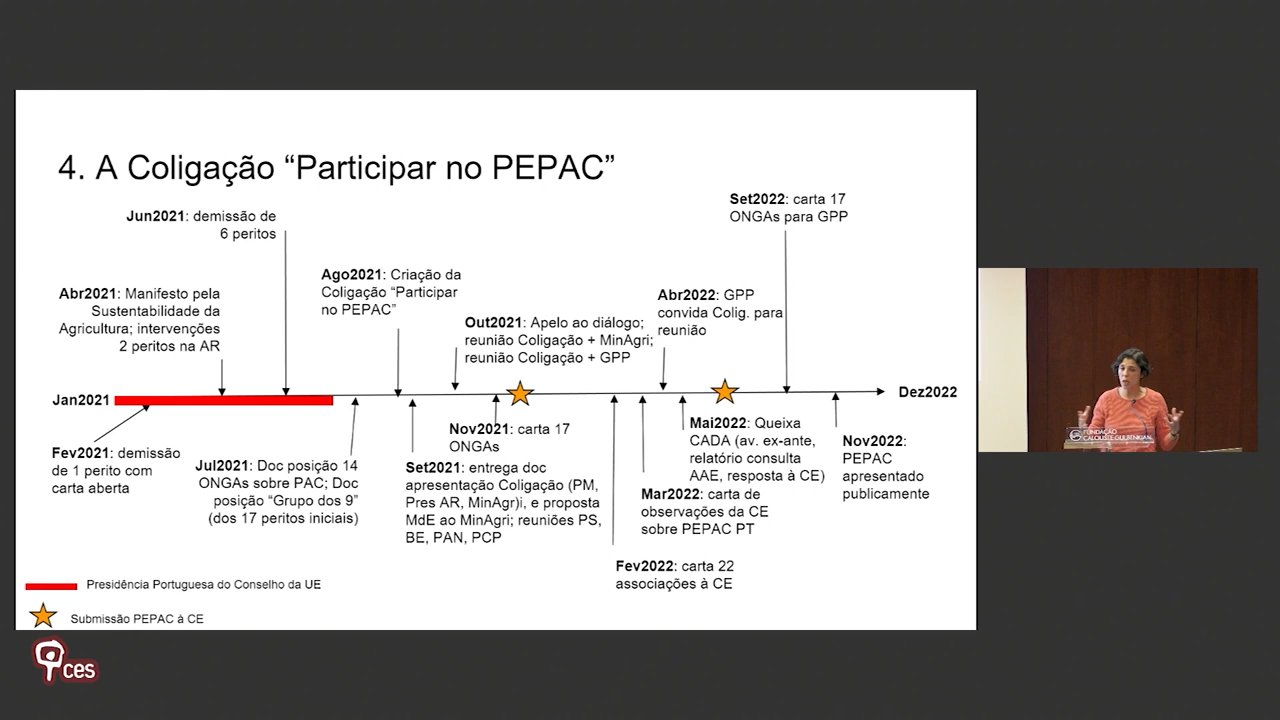 4. A Coligação “Participar no PEPAC”
Jun2021: demissão de
6 peritos
Set2022: carta 17
ONGAs para GPP
Abr2021: Manifesto pela
Sustentabilidade da
Agricultura; intervenções
2 peritos na AR
Ago2021: Criação da
Coligação “Participar
no PEPAC”
Out2021: Apelo ao diálogo;
reunião Coligação + MinAgri;
reunião Coligação + GPP
Abr2022: GPP
convida Colig. para
reunião
Jan2021
Dez2022
Fev2021: demissão
de 1 perito com
carta aberta
Jul2021: Doc posição 14
ONGAs sobre PAC; Doc
posição “Grupo dos 9”
(dos 17 peritos iniciais)
Nov2021: carta 17
ONGAs
Set2021: entrega doc
apresentação Coligação (PM,
Pres AR, MinAgr)i, e proposta
MdE ao MinAgri; reuniões PS,
BE, PAN, PCP
Fev2022: carta 22
associações à CE
Mar2022: carta de
observações da CE
sobre PEPAC PT
Mai2022: Queixa
CADA (av. ex-ante,
relatório consulta
AAE, resposta à CE)
Nov2022:
PEPAC
apresentado
publicamente
Presidência Portuguesa do Conselho da UE
Submissão PEPAC à CE
FUNDAÇÃO
CALOUSTE GULBENKIAN
ces